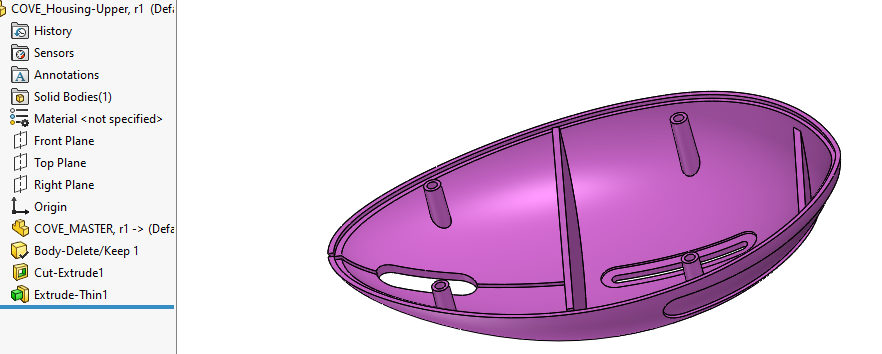 COVE_Housing-Upper, r1 (Defa
History
Sensors
A Annotations
Solid Bodies(1)
Material <not specified>
Front Plane
Top Plane
Right Plane
Origin
COVE_MASTER, r1 -> (Defa
Body-Delete/Keep 1
Cut-Extrude1
Extrude-Thin1